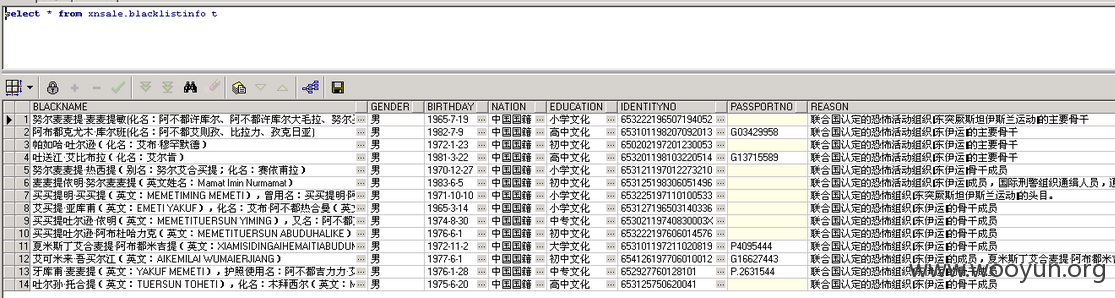 select * from xnsale.blacklistinfo t
BLACKNAME GENDER BIRTHDAY NATION EDUCATION IDENTITYNO PASSPORTNO REASON
1 努尔麦麦提·麦麦提敏(化名：阿不都许库尔、阿不都许库尔大毛拉、努尔 男 1965-7-19 中国国籍 小学文化 653222196507194052 联合国认定的恐怖活动组织"东突厥斯坦伊斯兰运动"的主要骨干
2 阿布都克尤木·库尔班(化名：阿不都艾则孜、比拉力、孜克日亚) 男 1982-7-9 中国国籍 高中文化 653101198207092013 G03429958 联合国认定的恐怖活动组织"东伊运"的主要骨干
3 帕如哈·吐尔逊(化名：艾布·穆罕默德) 男 1972-1-23 中国国籍 初中文化 650202197201230053 联合国认定的恐怖活动组织"东伊运"的主要骨干
4 吐送江·艾比布拉(化名：艾尔肯) 男 1981-3-22 高中文化 653201198103220514 G13715589 联合国认定的恐怖活动组织"东伊运"的主要骨干
5 努尔麦麦提·热西提(别名：努尔艾合买提；化名：赛依甫拉) 男 1970-12-27 中国国籍 小学文化 653121197012273210 联合国认定的恐怖活动组织"东伊运"骨干成员
6 麦麦提依明·努尔麦麦提(英文姓名：Mamat Imin Nurmamat) 男 1983-6-5 中国国籍 初中文化 653125198306051496 联合国认定的恐怖活动组织"东伊运"成员，国际刑警组织通缉人员，
7 买买提明·买买提(英文：MEMETIMING MEMETI)，曾用名：买买提明· 男 1971-10-10 中国国籍 小学文化 653225197110100533 联合国认定的恐怖组织"东突厥斯坦伊斯兰运动"的头目。
8 艾买提·亚库甫(英文：EMETI YAKUF)，化名：艾布·阿不都热合曼( 男 1965-3-14 中国国籍 小学文化 653127196503140336 联合国认定的恐怖组织"东伊运"的骨干成员
9 买买提吐尔逊·依明(英文：MEMETITUERSUN YIMING)，又名：阿不都 男 1974-8-30 中国国籍 中专文化 65302119740830003X 联合国认定的恐怖组织"东伊运"的骨干成员
10 买买提吐尔逊·阿布杜哈力克(英文：MEMETITUERSUN ABUDUHALIKE) 男 1976-6-1 中国国籍 初中文化 653222197606014576 联合国认定的恐怖组织"东伊运"的骨干成员
11 夏米斯丁艾合麦提·阿布都米吉提(英文：XIAMISIDINGAIHEMAITIABUDUM 男 1972-11-2 中国国籍 大学文化 653101197211020819 P4095444 联合国认定的恐怖组织"东伊运"的骨干成员
12 艾可米来·吾买尔江(英文：AIKEMILAI WUMAIERJIANG) 男 1977-6-1 中国国籍 初中文化 654126197706010012 G16627443 联合国认定的恐怖组织"东伊运"的成员，夏米斯丁艾合麦提·阿布都米
13 牙库甫·麦麦提(英文：YAKUF MEMETI)，护照使用名：阿不都吉力力·艾 男 1976-1-28 中国国籍 中专文化 652927760128101 P.2631544 联合国认定的恐怖组织"东伊运"的骨干成员
14 吐尔孙·托合提(英文：TUERSUN TOHETI)，化名：木拜西尔(英文： 男 1975-6-20 中国国籍 高中文化 653125750620041 联合国认定的恐怖组织"东伊运"的骨干成员
www.wooyun.org